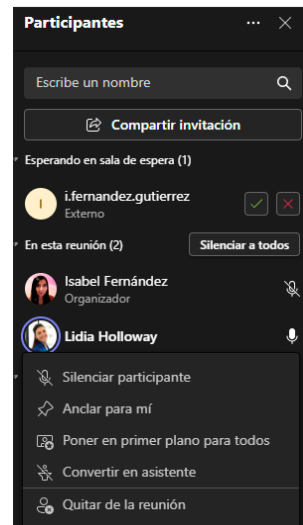 Participantes
Escribe un nombre
Compartir invitación
Esperando en sala de espera (1)
I
i.fernandez.gutierrez
Externo
En esta reunión (2)
Silenciar a todos
Isabel Fernández
Organizador
Lidia Holloway
Silenciar participante
Anclar para mí
Poner en primer plano para todos
Convertir en asistente
Quitar de la reunión